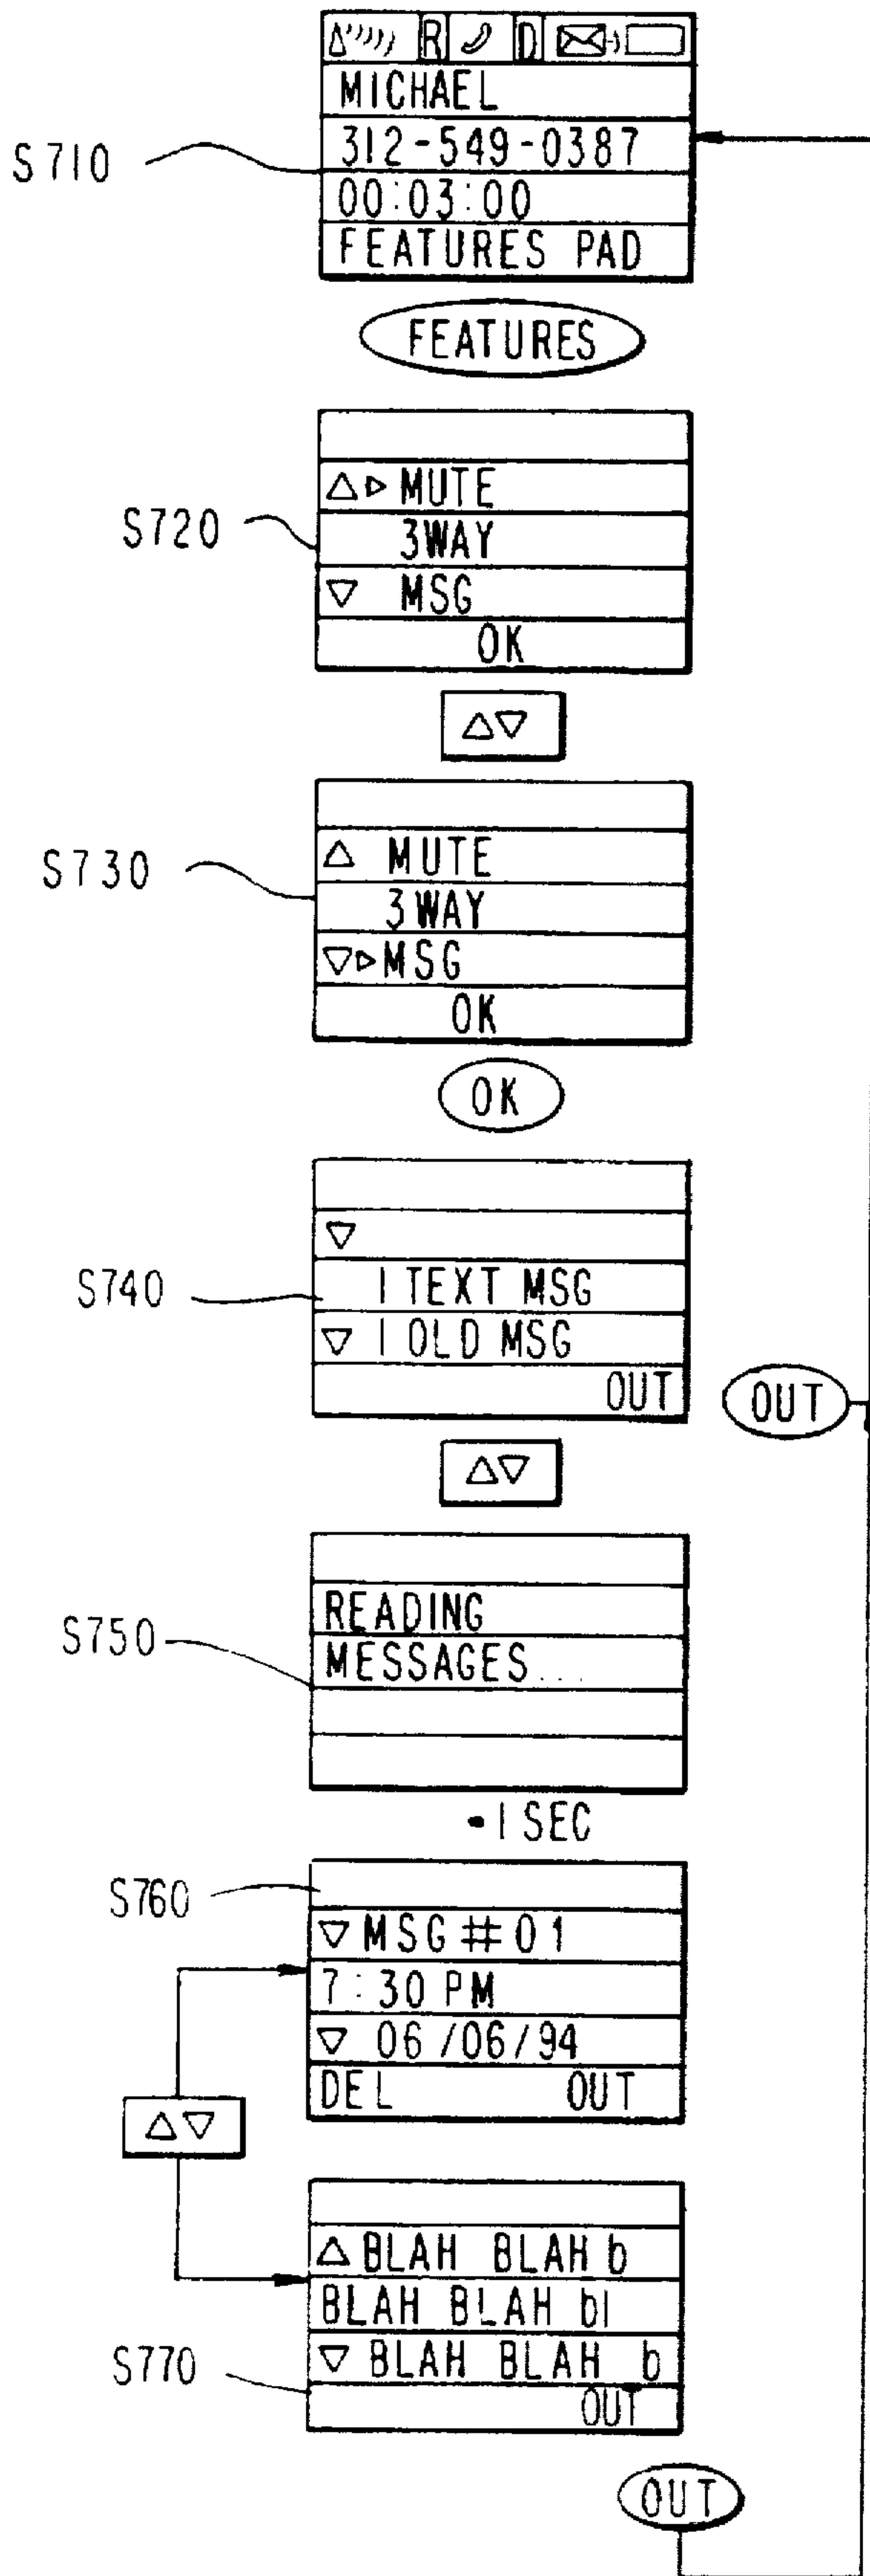 R D
MICHAEL
S710
312-549-0387
00:03:00
FEATURES PAD
FEATURES
△▷ MUTE
S720
3WAY
▽ MSG
OK
△▽
△ MUTE
S730
3WAY
▽▷MSG
OK
OK
▽
S740
1 TEXT MSG
▽ 1 OLD MSG
OUT
OUT
△▽
READING
S750
MESSAGES...
•1 SEC
S760
▽ MSG #01
7:30 PM
▽ 06/06/94
DEL OUT
△▽
△ BLAH BLAH b
BLAH BLAH bl
▽ BLAH BLAH b
S770
OUT
OUT